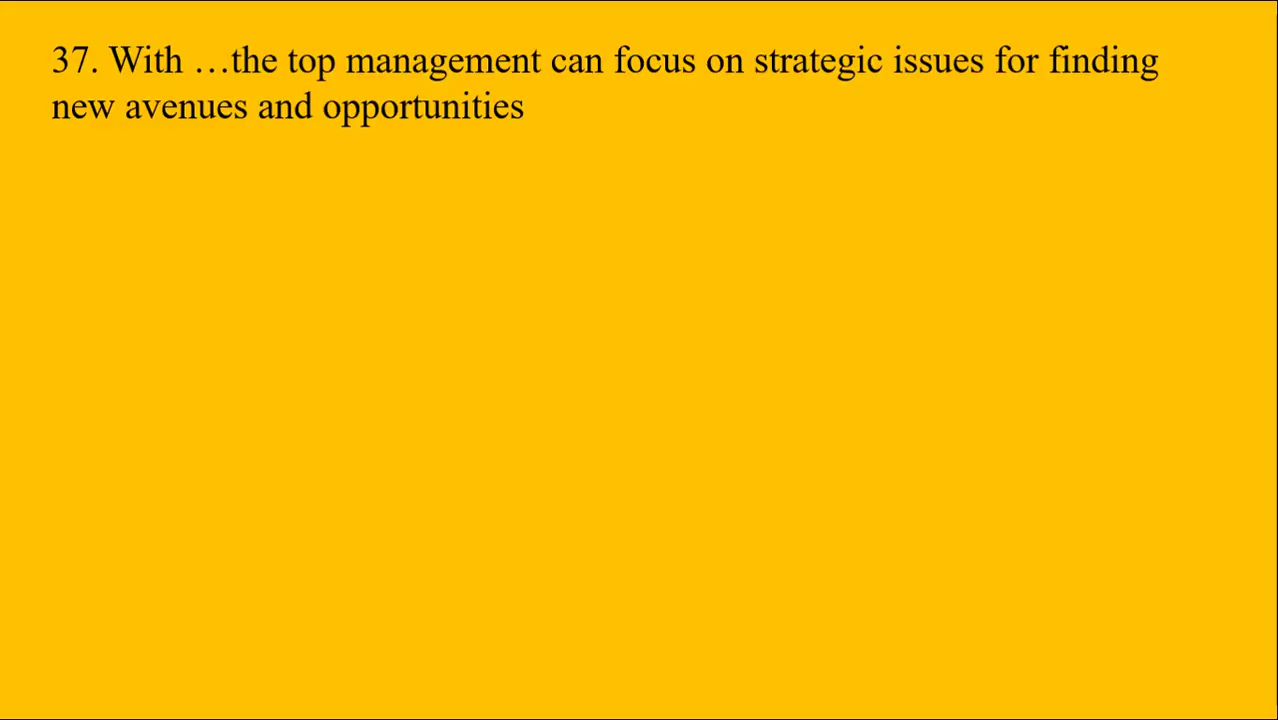 37. With …the top management can focus on strategic issues for finding
new avenues and opportunities